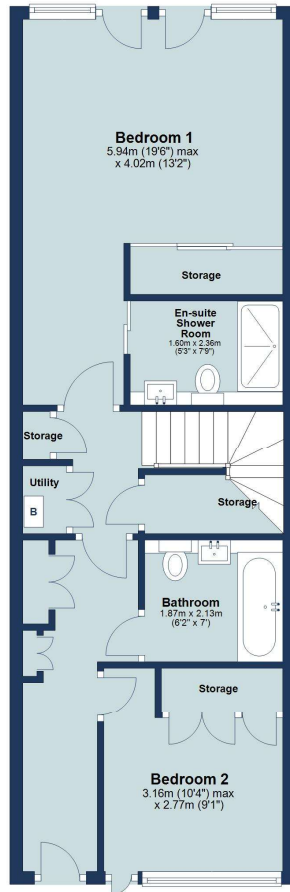 Bedroom 1
5.94m (19'6") max
x 4.02m (13'2")
Storage
En-suite
Shower
Room
1.60m x 2.36m
(5'3" x 7'9")
Storage
Utility
B
Storage
Bathroom
1.87m x 2.13m
(6'2" x 7')
Storage
Bedroom 2
3.16m (10'4") max
x 2.77m (9'1")